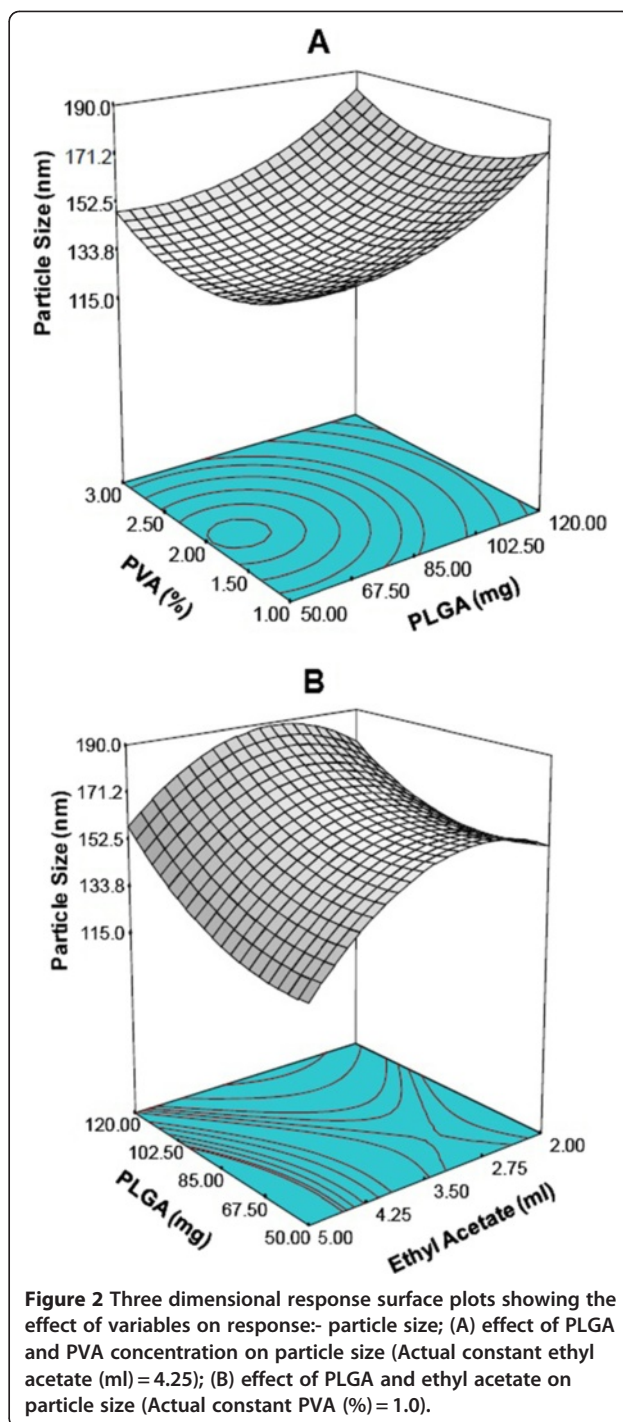 A
190.0
171.2
152.5
133.8
115.0
Particle Size (nm)
3.00
2.50
2.00
1.50
1.00
PVA (%)
50.00
67.50
85.00
102.50
120.00
PLGA (mg)
B
190.0
171.2
152.5
133.8
115.0
Particle Size (nm)
120.00
102.50
85.00
67.50
50.00
PLGA (mg)
5.00
4.25
3.50
2.75
2.00
Ethyl Acetate (ml)
Figure 2 Three dimensional response surface plots showing the
effect of variables on response:- particle size; (A) effect of PLGA
and PVA concentration on particle size (Actual constant ethyl
acetate (ml) = 4.25); (B) effect of PLGA and ethyl acetate on
particle size (Actual constant PVA (%) = 1.0).